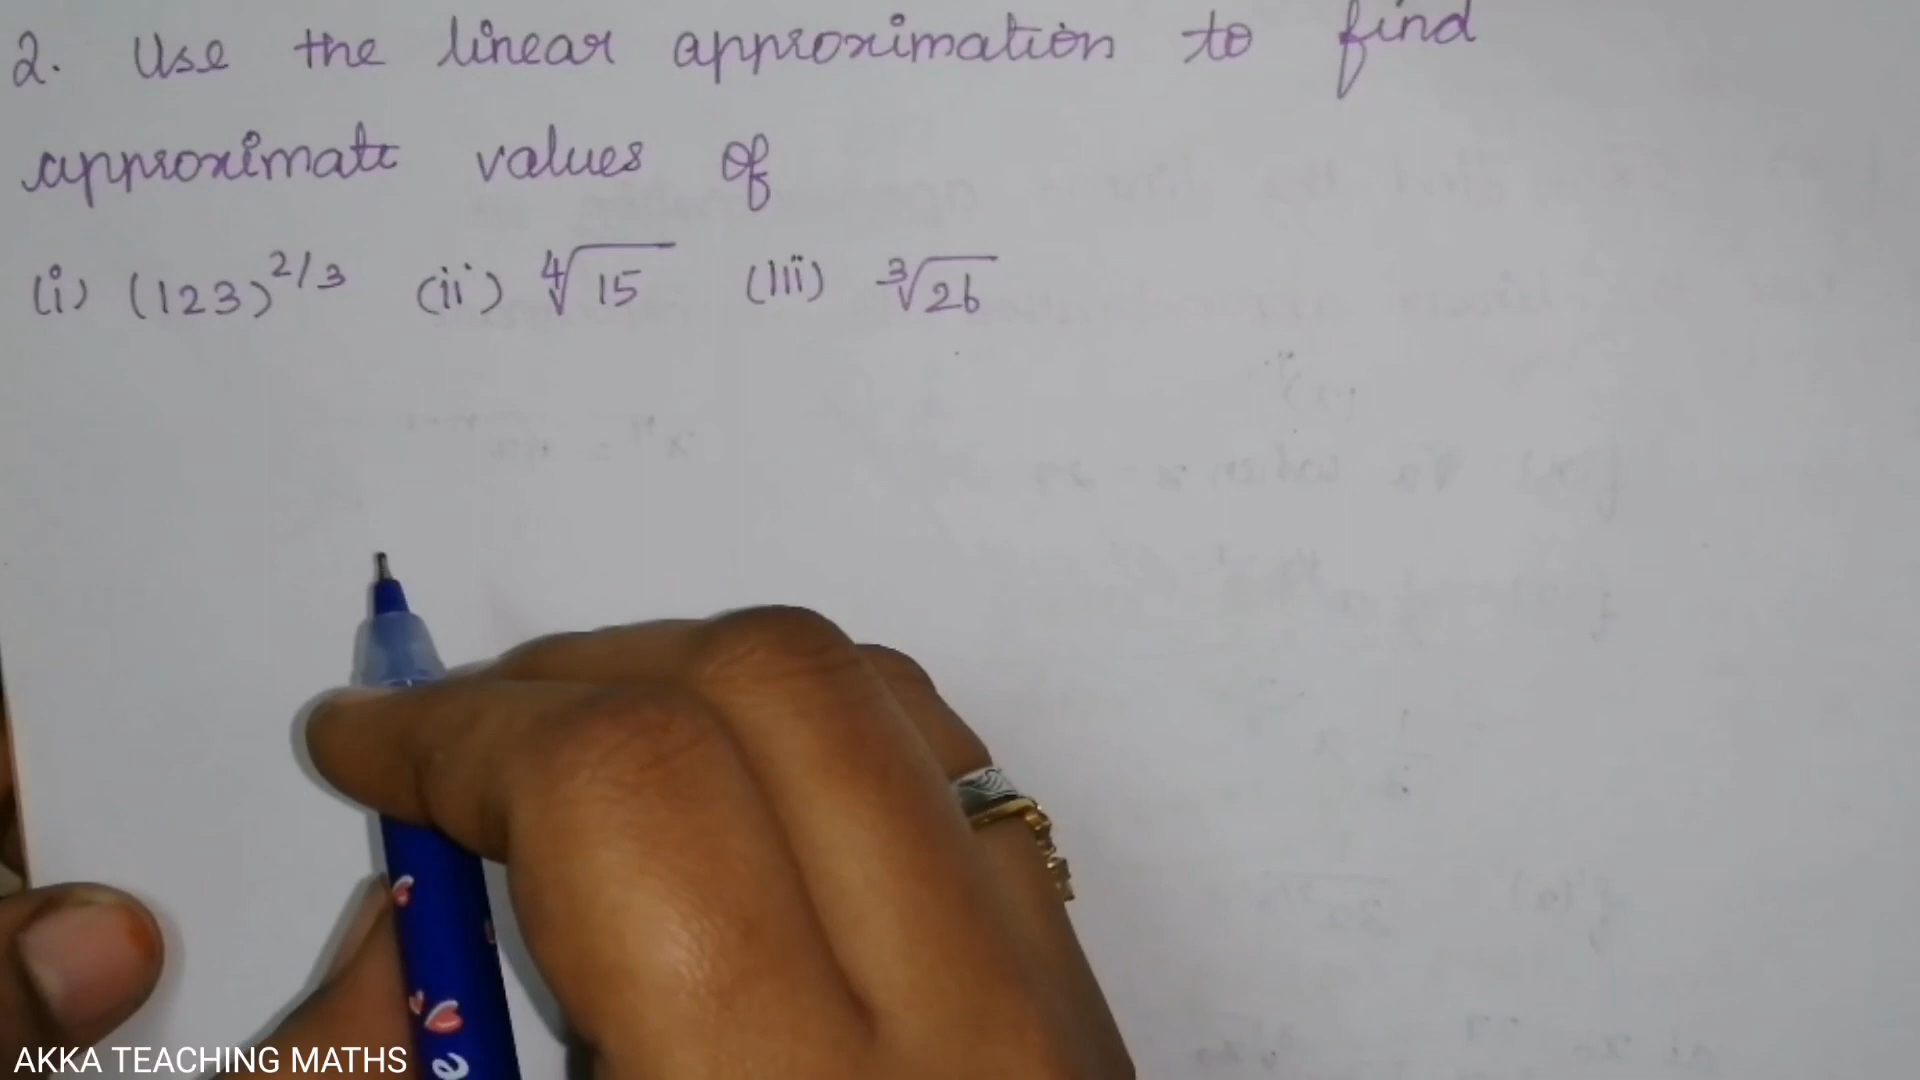 2. Use the linear approximation to find
approximate values of
(i) (123)^2/3 (ii) ∜15 (iii) ∛26
AKKA TEACHING MATHS